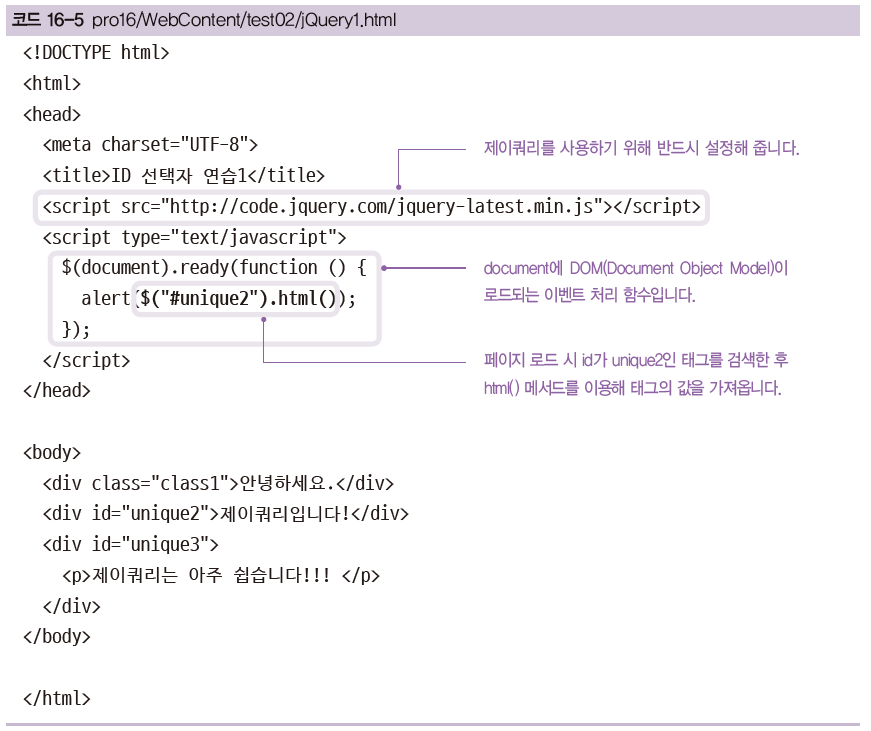 코드 16-5 pro16/WebContent/test02/jQuery1.html
<!DOCTYPE html>
<html>
<head>
<meta charset="UTF-8">
제이쿼리를 사용하기 위해 반드시 설정해 줍니다.
<title>ID 선택자 연습1</title>
<script src="http://code.jquery.com/jquery-latest.min.js"></script>
<script type="text/javascript">
$(document).ready(function () {
document에 DOM(Document Object Model)이
로드되는 이벤트 처리 함수입니다.
alert($("#unique2").html());
});
</script>
페이지 로드 시 id가 unique2인 태그를 검색한 후
html() 메서드를 이용해 태그의 값을 가져옵니다.
</head>
<body>
<div class="class1">안녕하세요.</div>
<div id="unique2">제이쿼리입니다!</div>
<div id="unique3">
<p>제이쿼리는 아주 쉽습니다!!! </p>
</div>
</body>
</html>